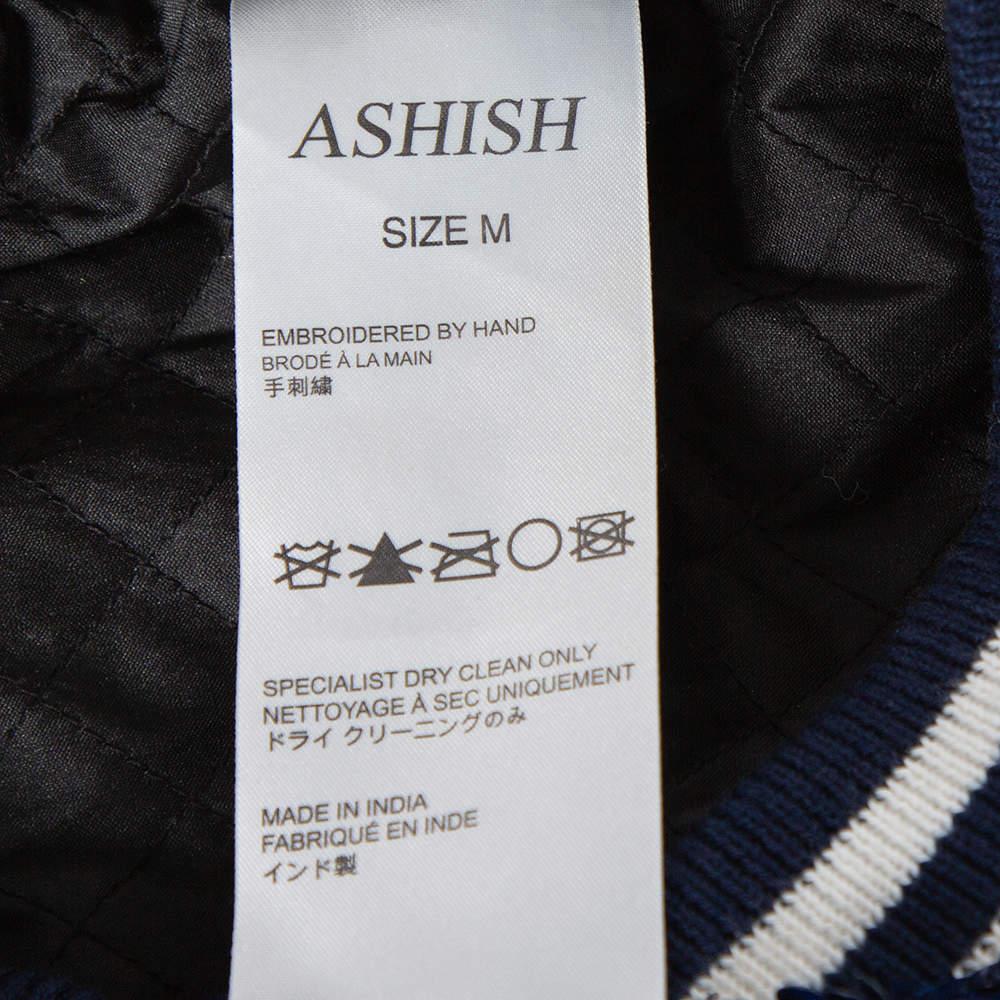 ASHISH
SIZE M
EMBROIDERED BY HAND
BRODÉ À LA MAIN
手刺繍
SPECIALIST DRY CLEAN ONLY
NETTOYAGE À SEC UNIQUEMENT
ドライ クリーニングのみ
MADE IN INDIA
FABRIQUÉ EN INDE
インド製